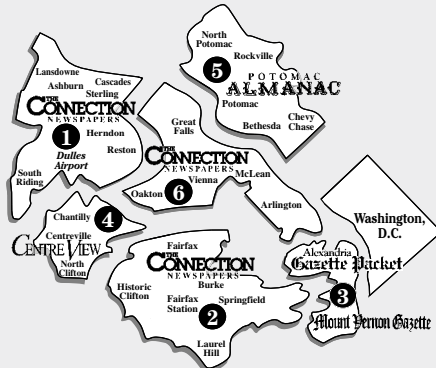 North
Potomac
Rockville
5
POTOMAC
ALMANAC
Potomac
Bethesda
Chevy
Chase
Lansdowne
Ashburn
Cascades
Sterling
THE
CONNECTION
NEWSPAPERS
1
Herndon
Dulles
Airport
Reston
South
Riding
Great
Falls
THE
CONNECTION
NEWSPAPERS
Oakton
6
Vienna
McLean
Arlington
Chantilly
4
Centreville
CENTRE VIEW
North
Clifton
Fairfax
THE
CONNECTION
NEWSPAPERS
Burke
Historic
Clifton
Fairfax
Station
Springfield
2
Laurel
Hill
Washington,
D.C.
Alexandria
Gazette Packet
3
Mount Vernon Gazette